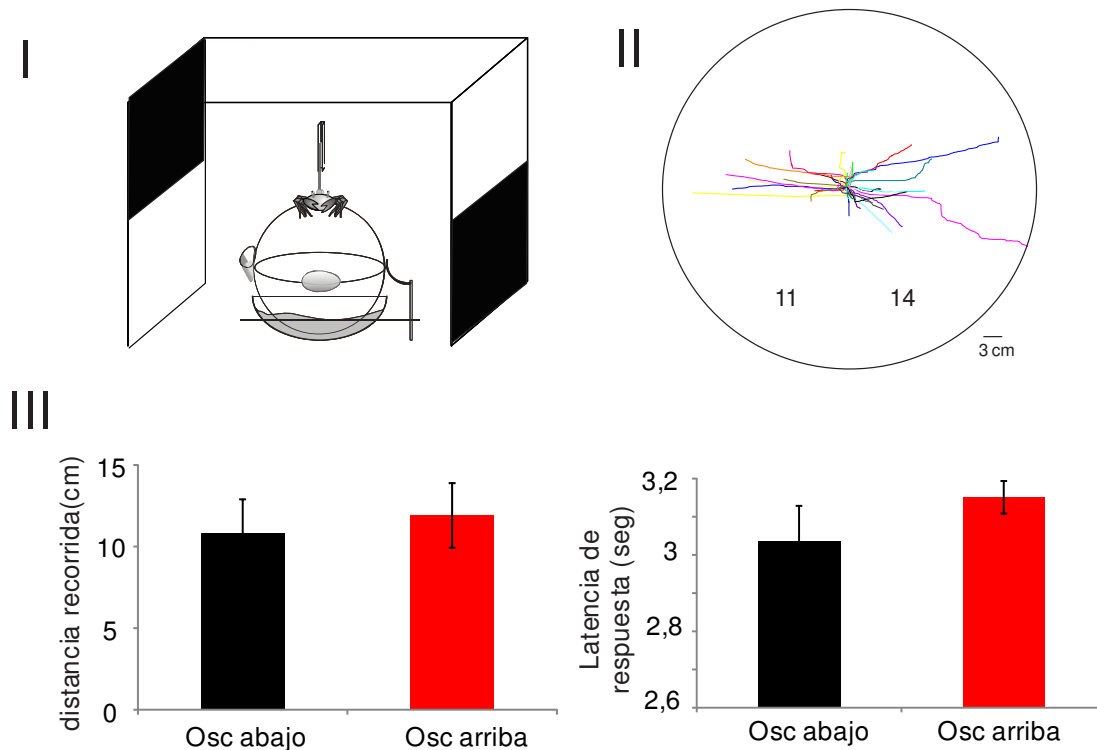 I
II
11
14
3 cm
III
distancia recorrida(cm)
15
10
5
0
Osc abajo
Osc arriba
Latencia de
respuesta (seg)
3,2
3
2,8
2,6
Osc abajo
Osc arriba